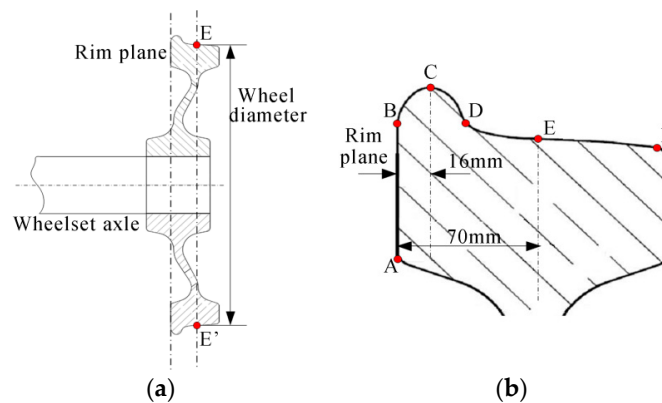 E
Rim plane
Wheel
diameter
Wheelset axle
E'
(a)
C
B
D
E
Rim
plane
16mm
70mm
A
(b)